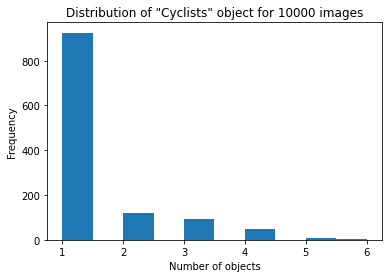 Distribution of "Cyclists" object for 10000 images
Frequency
800
600
400
200
0
1 2 3 4 5 6
Number of objects